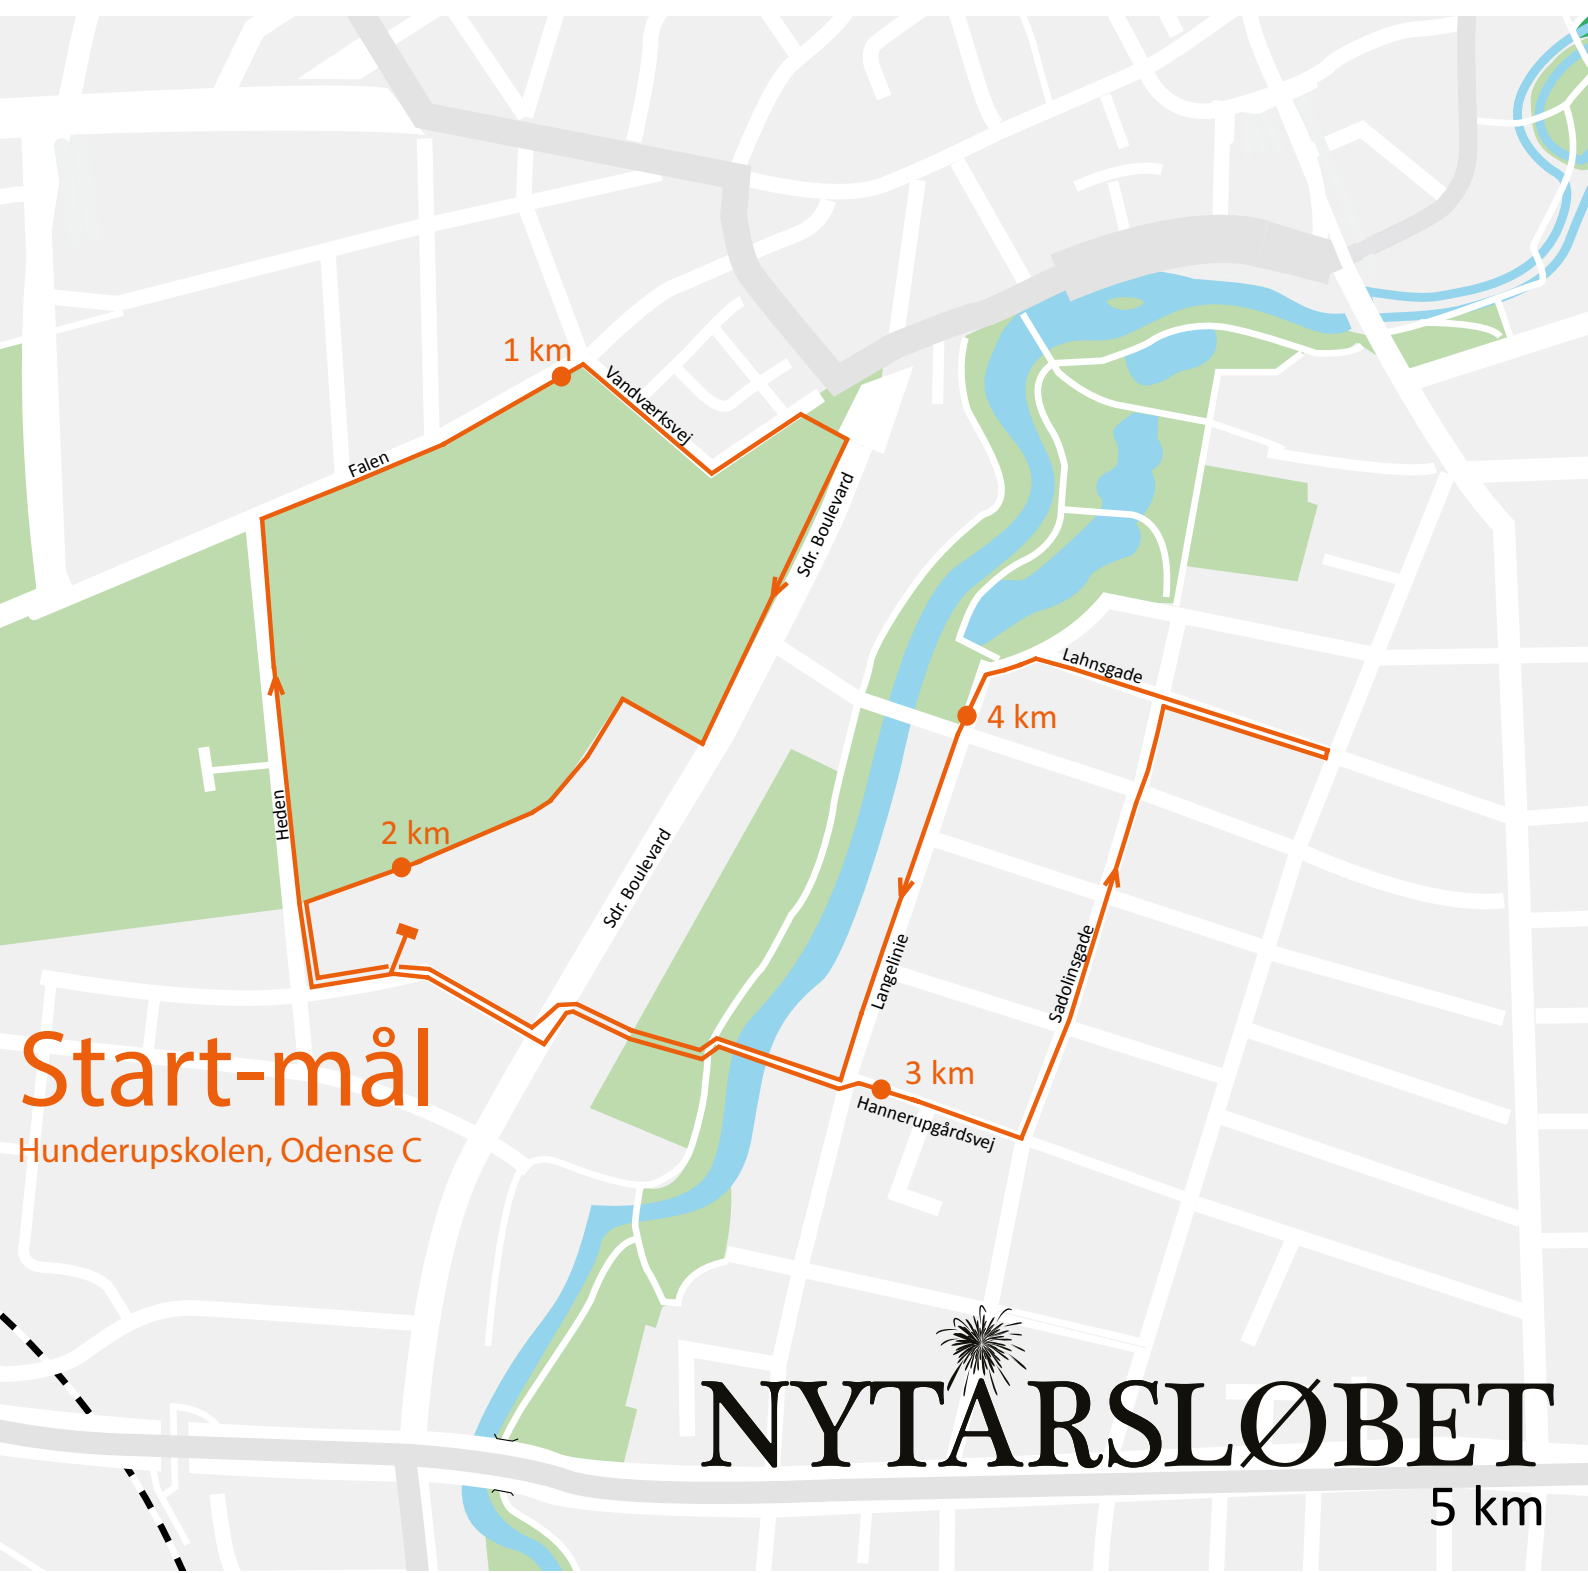 1 km
Vandværksvej
Falen
Sdr. Boulevard
Lahnsgade
4 km
Heden
2 km
Sdr. Boulevard
Langelinie
Sadolinsgade
Start-mål
Hunderupskolen, Odense C
3 km
Hannerupgårdsvej
NYTÅRSLØBET
5 km